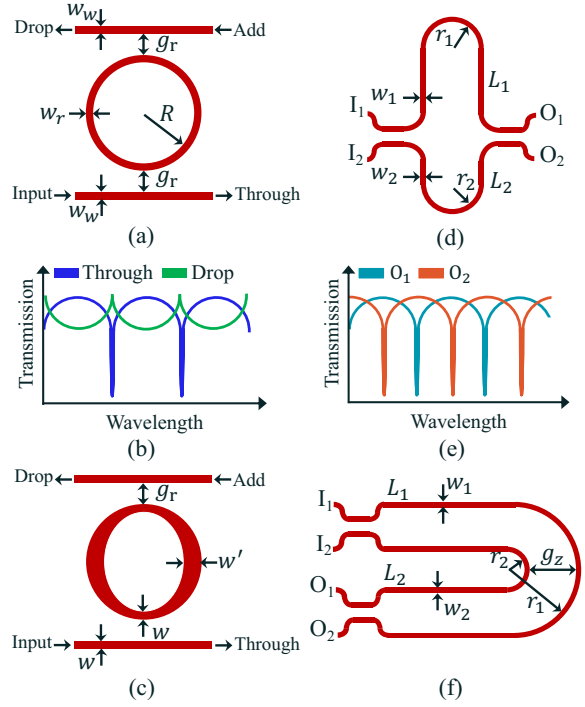 Drop
w_w
Add
g_r
w_r
R
g_r
Input
w_w
Through
(a)
r_1
L_1
w_1
I_1
O_1
I_2
O_2
w_2
r_2
L_2
(d)
Through Drop
Transmission
Wavelength
(b)
O_1 O_2
Transmission
Wavelength
(e)
Drop
g_r
Add
w'
w
Input
w
Through
(c)
I_1
L_1
w_1
I_2
r_2
g_z
O_1
L_2
w_2
r_1
O_2
(f)